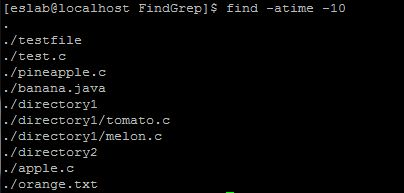 [eslab@localhost FindGrep]$ find -atime -10
.
./testfile
./test.c
./pineapple.c
./banana.java
./directory1
./directory1/tomato.c
./directory1/melon.c
./directory2
./apple.c
./orange.txt